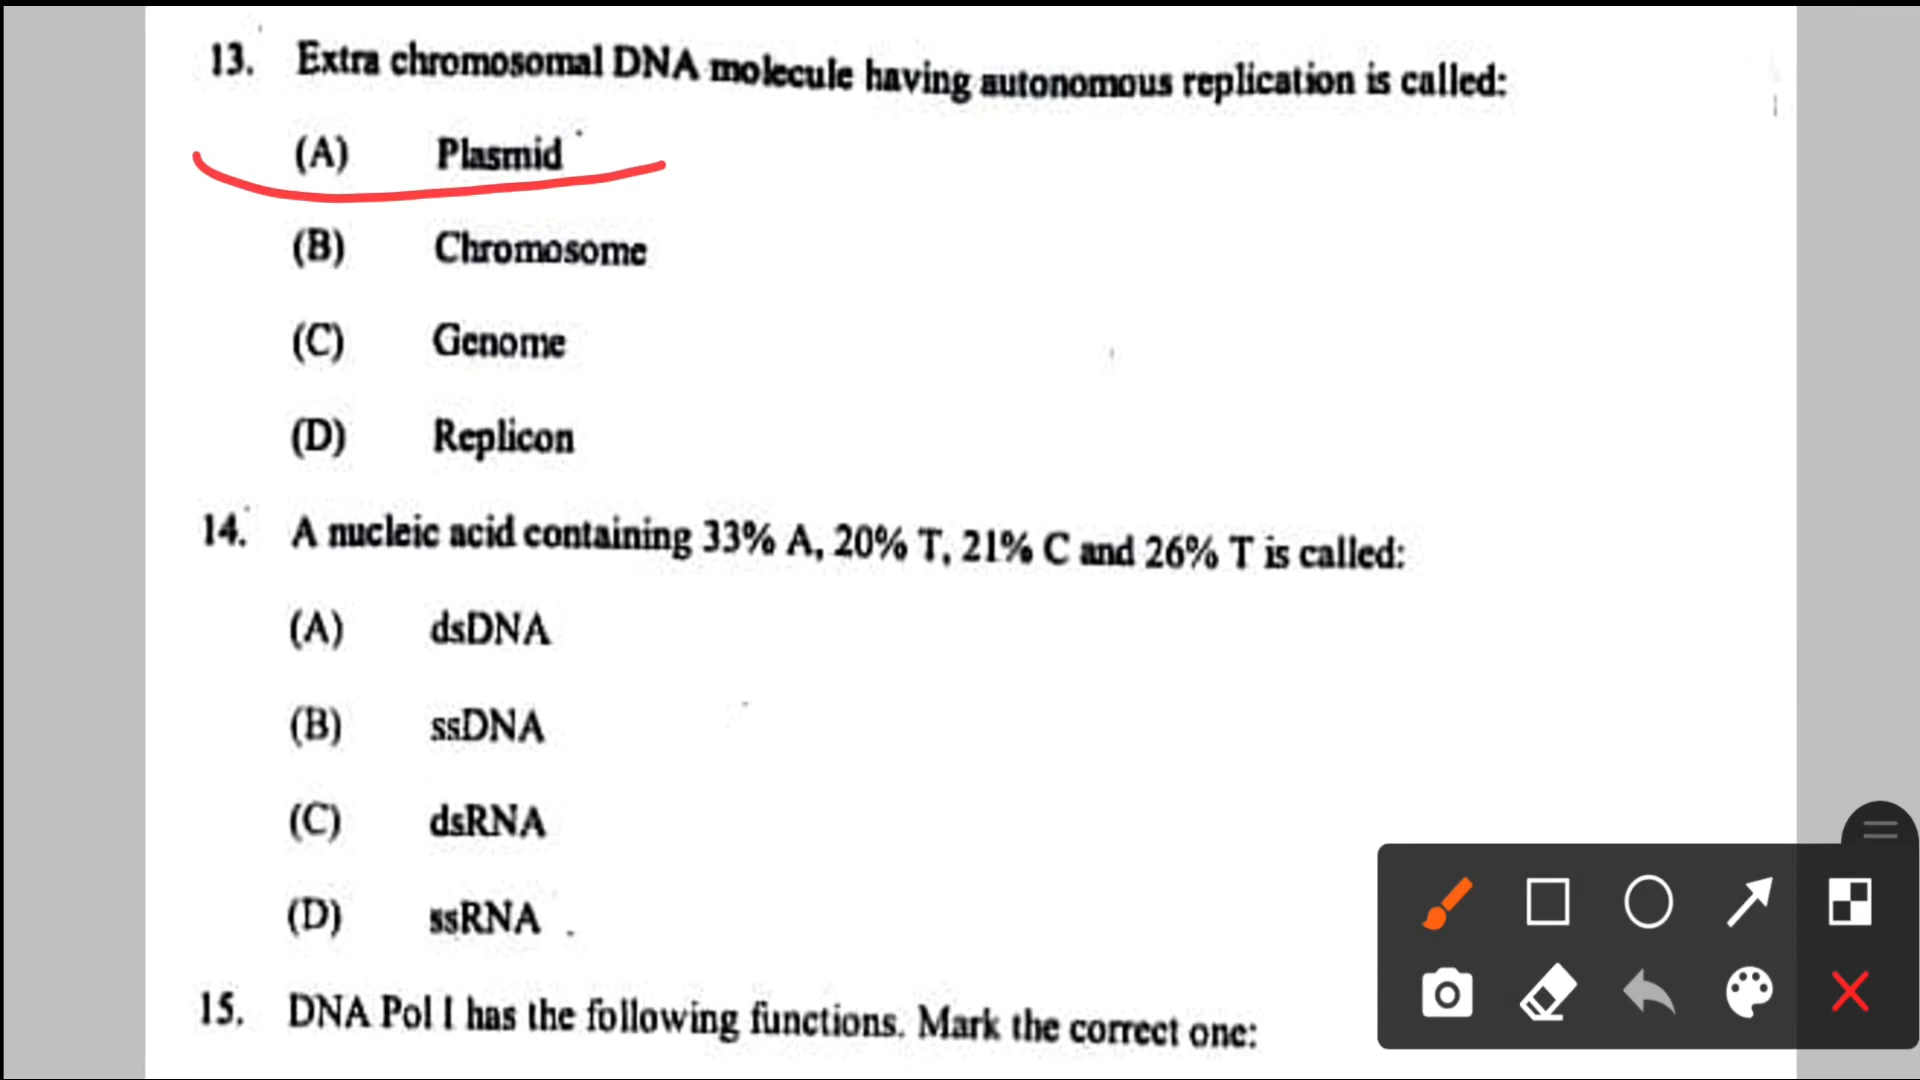 13. Extra chromosomal DNA molecule having autonomous replication is called:
(A) Plasmid
(B) Chromosome
(C) Genome
(D) Replicon
14. A nucleic acid containing 33% A, 20% T, 21% C and 26% T is called:
(A) dsDNA
(B) ssDNA
(C) dsRNA
(D) ssRNA
15. DNA Pol I has the following functions. Mark the correct one: